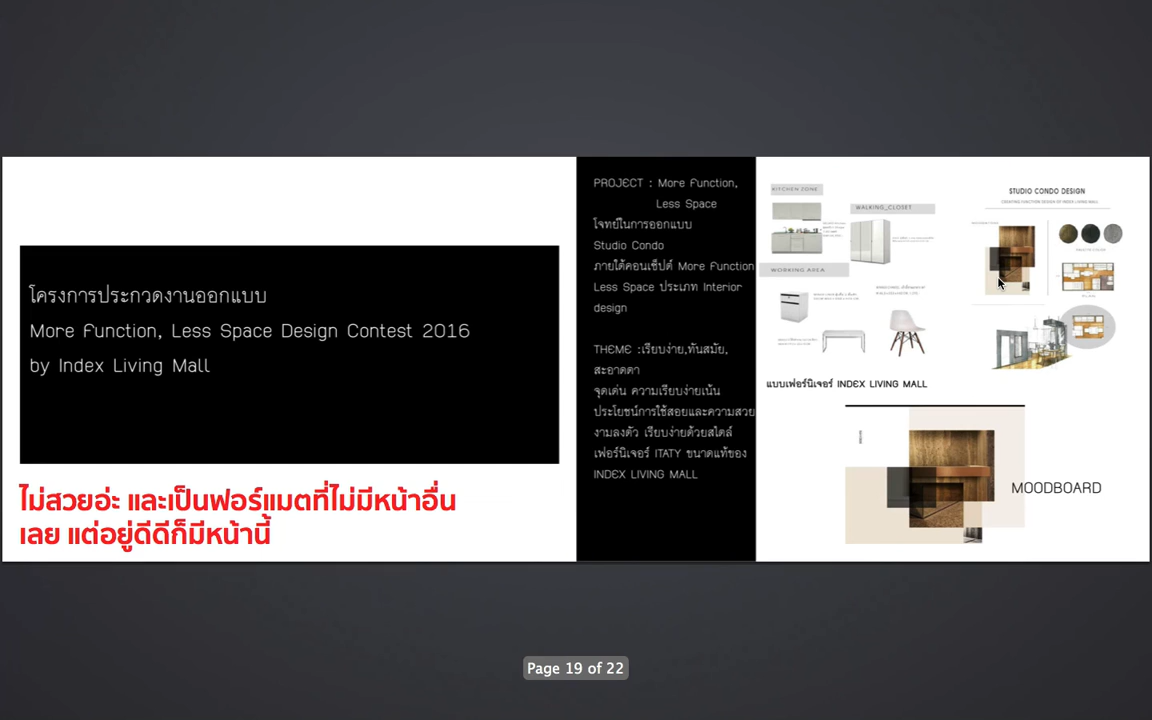 โครงการประกวดงานออกแบบ
More Function, Less Space Design Contest 2016
by Index Living Mall
ไม่สวยอ่ะ และเป็นฟอร์แมตที่ไม่มีหน้าอื่น
เลย แต่อยู่ดีดีก็มีหน้านี้
PROJECT : More Function,
Less Space
โจทย์ในการออกแบบ
Studio Condo
ภายใต้คอนเซ็ปต์ More Function
Less Space ประเภท Interior
design
THEME :เรียบง่าย,ทันสมัย,
สะอาดตา
จุดเด่น ความเรียบง่ายเน้น
ประโยชน์การใช้สอยและความสวย
งามลงตัว เรียบง่ายด้วยสไตล์
เฟอร์นิเจอร์ ITATY ขนาดแท้ของ
INDEX LIVING MALL
KITCHEN ZONE
WALKING_CLOSET
WORKING AREA
แบบเฟอร์นิเจอร์ INDEX LIVING MALL
STUDIO CONDO DESIGN
CREATING FUNCTION DESIGN OF INDEX LIVING MALL
MOODBOARD
Page 19 of 22